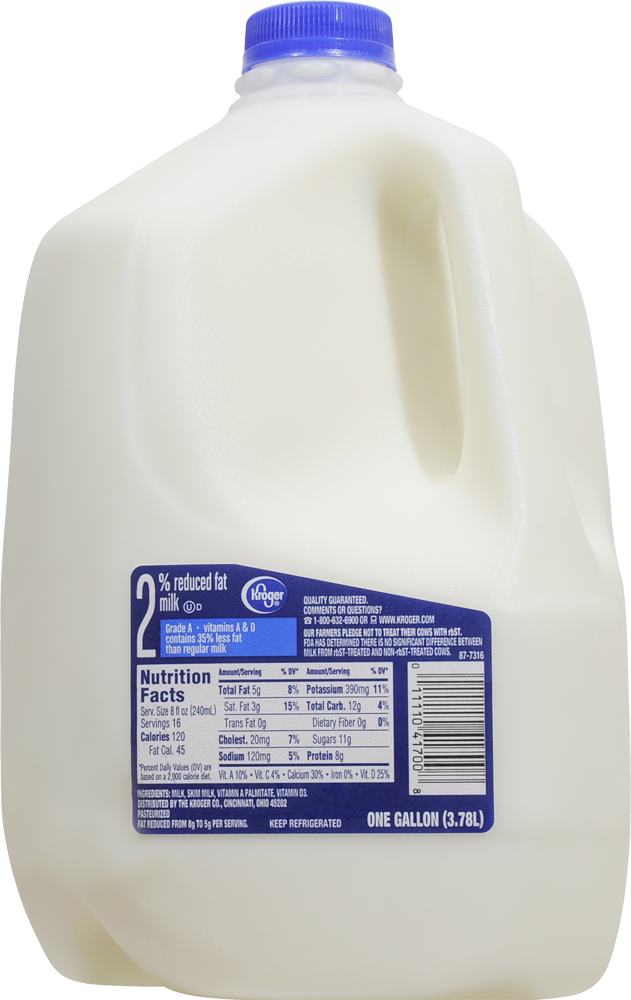 2% reduced fat
milk Ⓤ D
Kroger
Grade A • vitamins A & D
contains 35% less fat
than regular milk
QUALITY GUARANTEED.
COMMENTS OR QUESTIONS?
1-800-632-6900 OR WWW.KROGER.COM
OUR FARMERS PLEDGE NOT TO TREAT THEIR COWS WITH rbST.
FDA HAS DETERMINED THERE IS NO SIGNIFICANT DIFFERENCE BETWEEN
MILK FROM rbST-TREATED AND NON-rbST-TREATED COWS. 87-7316
Nutrition
Facts
Serv. Size 8 fl oz (240mL)
Servings 16
Calories 120
Fat Cal. 45
*Percent Daily Values (DV) are
based on a 2,000 calorie diet.
Amount/Serving % DV* Amount/Serving % DV*
Total Fat 5g 8% Potassium 390mg 11%
Sat. Fat 3g 15% Total Carb. 12g 4%
Trans Fat 0g Dietary Fiber 0g 0%
Cholest. 20mg 7% Sugars 11g
Sodium 120mg 5% Protein 8g
Vit. A 10% • Vit. C 4% • Calcium 30% • Iron 0% • Vit. D 25%
0 11110 41700 8
INGREDIENTS: MILK, SKIM MILK, VITAMIN A PALMITATE, VITAMIN D3.
DISTRIBUTED BY THE KROGER CO., CINCINNATI, OHIO 45202
PASTEURIZED
FAT REDUCED FROM 8g TO 5g PER SERVING. KEEP REFRIGERATED ONE GALLON (3.78L)